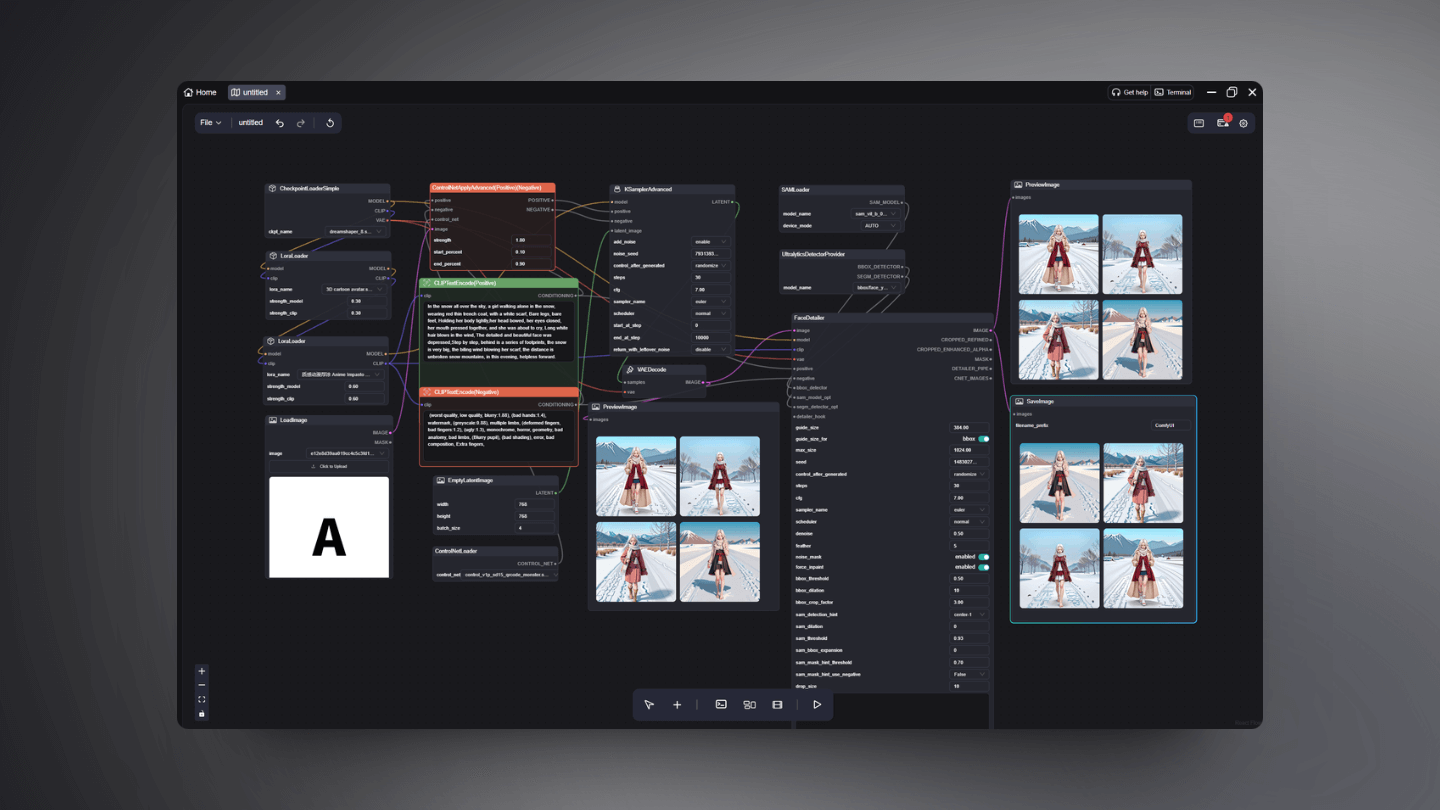 Home
untitled
×
Get help
Terminal
File
untitled
CheckpointLoaderSimple
MODEL
CLIP
VAE
ckpt_name
dreamshaper_8.s...
LoraLoader
model
MODEL
clip
CLIP
lora_name
3D cartoon avatar s...
strength_model
0.30
strength_clip
0.30
LoraLoader
model
MODEL
clip
CLIP
lora_name
strength_model
0.60
strength_clip
0.60
LoadImage
IMAGE
MASK
image
Click to Upload
A
ControlNetApplyAdvanced(Positive)(Negative)
positive
POSITIVE
negative
NEGATIVE
control_net
image
strength
1.00
start_percent
0.10
end_percent
0.90
CLIPTextEncode(Positive)
clip
CONDITIONING
In the snow all over the sky, a girl walking alone in the snow,
wearing red thin trench coat, with a white scarf, Bare legs, bare
feet, Holding her body tightly,her head bowed, her eyes closed,
her mouth pressed together, and she was about to cry, Long white
hair blows in the wind, The detailed and beautiful face was
depressed,Step by step, behind is a series of footprints, the snow
is very big, the biling wind blowing her scarf, the distance is
unbroken snow mountains, in this evening, helpless forward.
CLIPTextEncode(Negative)
clip
CONDITIONING
(worst quality, low quality, blurry:1.88), (bad hands:1.4),
watermark, (greyscale:0.88), multiple limbs, (deformed fingers,
bad fingers:1.2), (ugly:1.3), monochrome, horror, geometry, bad
anatomy, bad limbs, (Blurry pupil), (bad shading), error, bad
composition, Extra fingers,
EmptyLatentImage
LATENT
width
768
height
768
batch_size
4
ControlNetLoader
CONTROL_NET
control_net
control_v1p_sd15_qrcode_monster.s...
KSamplerAdvanced
model
LATENT
positive
negative
latent_image
add_noise
enable
noise_seed
control_after_generated
randomize
steps
30
cfg
7.00
sampler_name
euler
scheduler
normal
start_at_step
0
end_at_step
10000
return_with_leftover_noise
disable
VAEDecode
samples
IMAGE
vae
PreviewImage
images
SAMLoader
SAM_MODEL
model_name
sam_vit_b_0...
device_mode
AUTO
UltralyticsDetectorProvider
BBOX_DETECTOR
SEGM_DETECTOR
model_name
bbox/face_y...
FaceDetailer
image
IMAGE
model
CROPPED_REFINED
clip
CROPPED_ENHANCED_ALPHA
vae
MASK
positive
DETAILER_PIPE
negative
CNET_IMAGES
bbox_detector
sam_model_opt
segm_detector_opt
detailer_hook
guide_size
384.00
guide_size_for
bbox
max_size
1024.00
seed
control_after_generated
randomize
steps
30
cfg
7.00
sampler_name
euler
scheduler
normal
denoise
0.50
feather
5
noise_mask
enabled
force_inpaint
enabled
bbox_threshold
0.50
bbox_dilation
10
bbox_crop_factor
3.00
sam_detection_hint
center-1
sam_dilation
0
sam_threshold
0.93
sam_bbox_expansion
0
sam_mask_hint_threshold
0.70
sam_mask_hint_use_negative
False
drop_size
10
PreviewImage
images
SaveImage
images
filename_prefix
ComfyUI